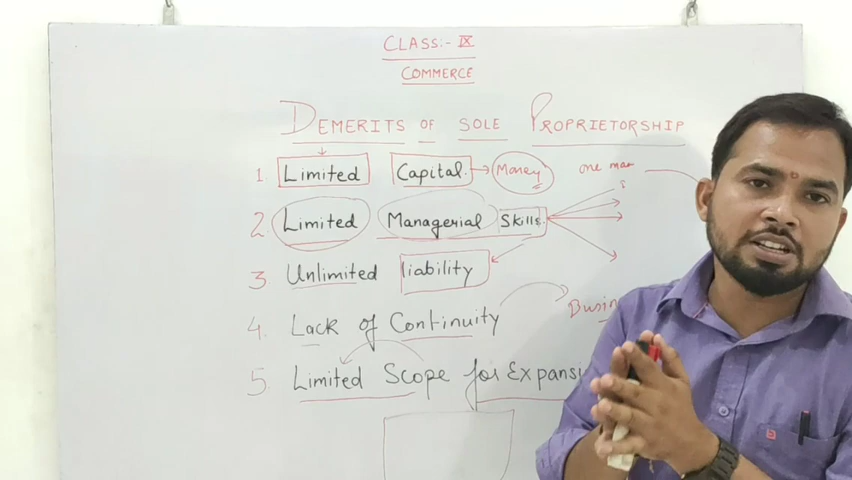 CLASS:- IX
COMMERCE
DEMERITS OF SOLE PROPRIETORSHIP
1. Limited Capital. → Money one man
2. Limited Managerial Skills.
3 Unlimited liability
4. Lack of Continuity Busin
5 Limited Scope for Expansi